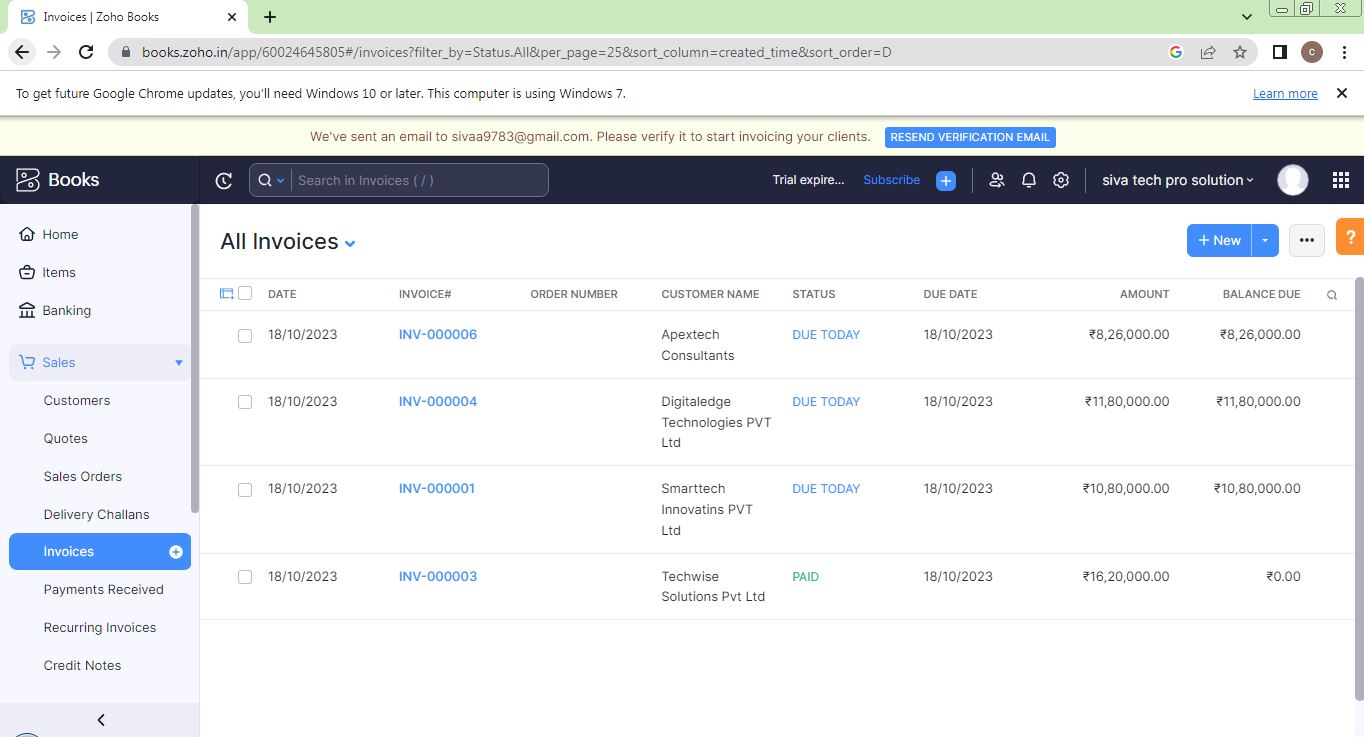 Invoices | Zoho Books
books.zoho.in/app/60024645805#/invoices?filter_by=Status.All&per_page=25&sort_column=created_time&sort_order=D
c
To get future Google Chrome updates, you'll need Windows 10 or later. This computer is using Windows 7.
Learn more
We've sent an email to sivaa9783@gmail.com. Please verify it to start invoicing your clients.
RESEND VERIFICATION EMAIL
Books
Search in Invoices ( / )
Trial expire...
Subscribe
siva tech pro solution
Home
Items
Banking
Sales
Customers
Quotes
Sales Orders
Delivery Challans
Invoices
Payments Received
Recurring Invoices
Credit Notes
All Invoices
+ New
?
DATE INVOICE# ORDER NUMBER CUSTOMER NAME STATUS DUE DATE AMOUNT BALANCE DUE
18/10/2023 INV-000006 Apextech DUE TODAY 18/10/2023 ₹8,26,000.00 ₹8,26,000.00
Consultants
18/10/2023 INV-000004 Digitaledge DUE TODAY 18/10/2023 ₹11,80,000.00 ₹11,80,000.00
Technologies PVT
Ltd
18/10/2023 INV-000001 Smarttech DUE TODAY 18/10/2023 ₹10,80,000.00 ₹10,80,000.00
Innovatins PVT
Ltd
18/10/2023 INV-000003 Techwise PAID 18/10/2023 ₹16,20,000.00 ₹0.00
Solutions Pvt Ltd